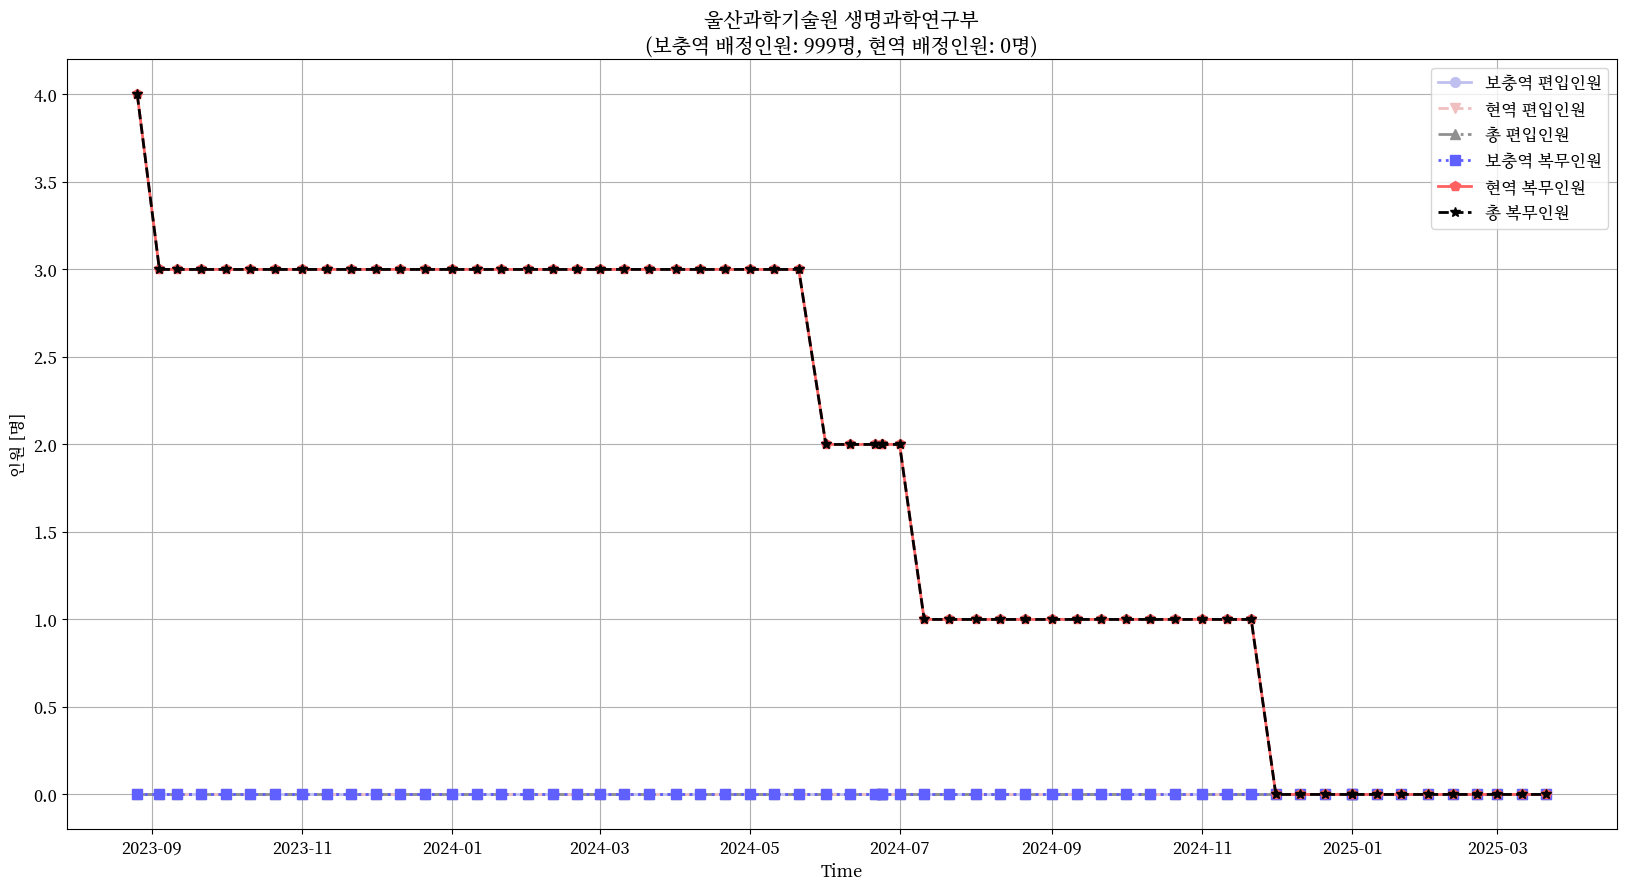 울산과학기술원 생명과학연구부
(보충역 배정인원: 999명, 현역 배정인원: 0명)
보충역 편입인원
현역 편입인원
총 편입인원
보충역 복무인원
현역 복무인원
총 복무인원
인원 [명]
4.0
3.5
3.0
2.5
2.0
1.5
1.0
0.5
0.0
2023-09
2023-11
2024-01
2024-03
2024-05
2024-07
2024-09
2024-11
2025-01
2025-03
Time